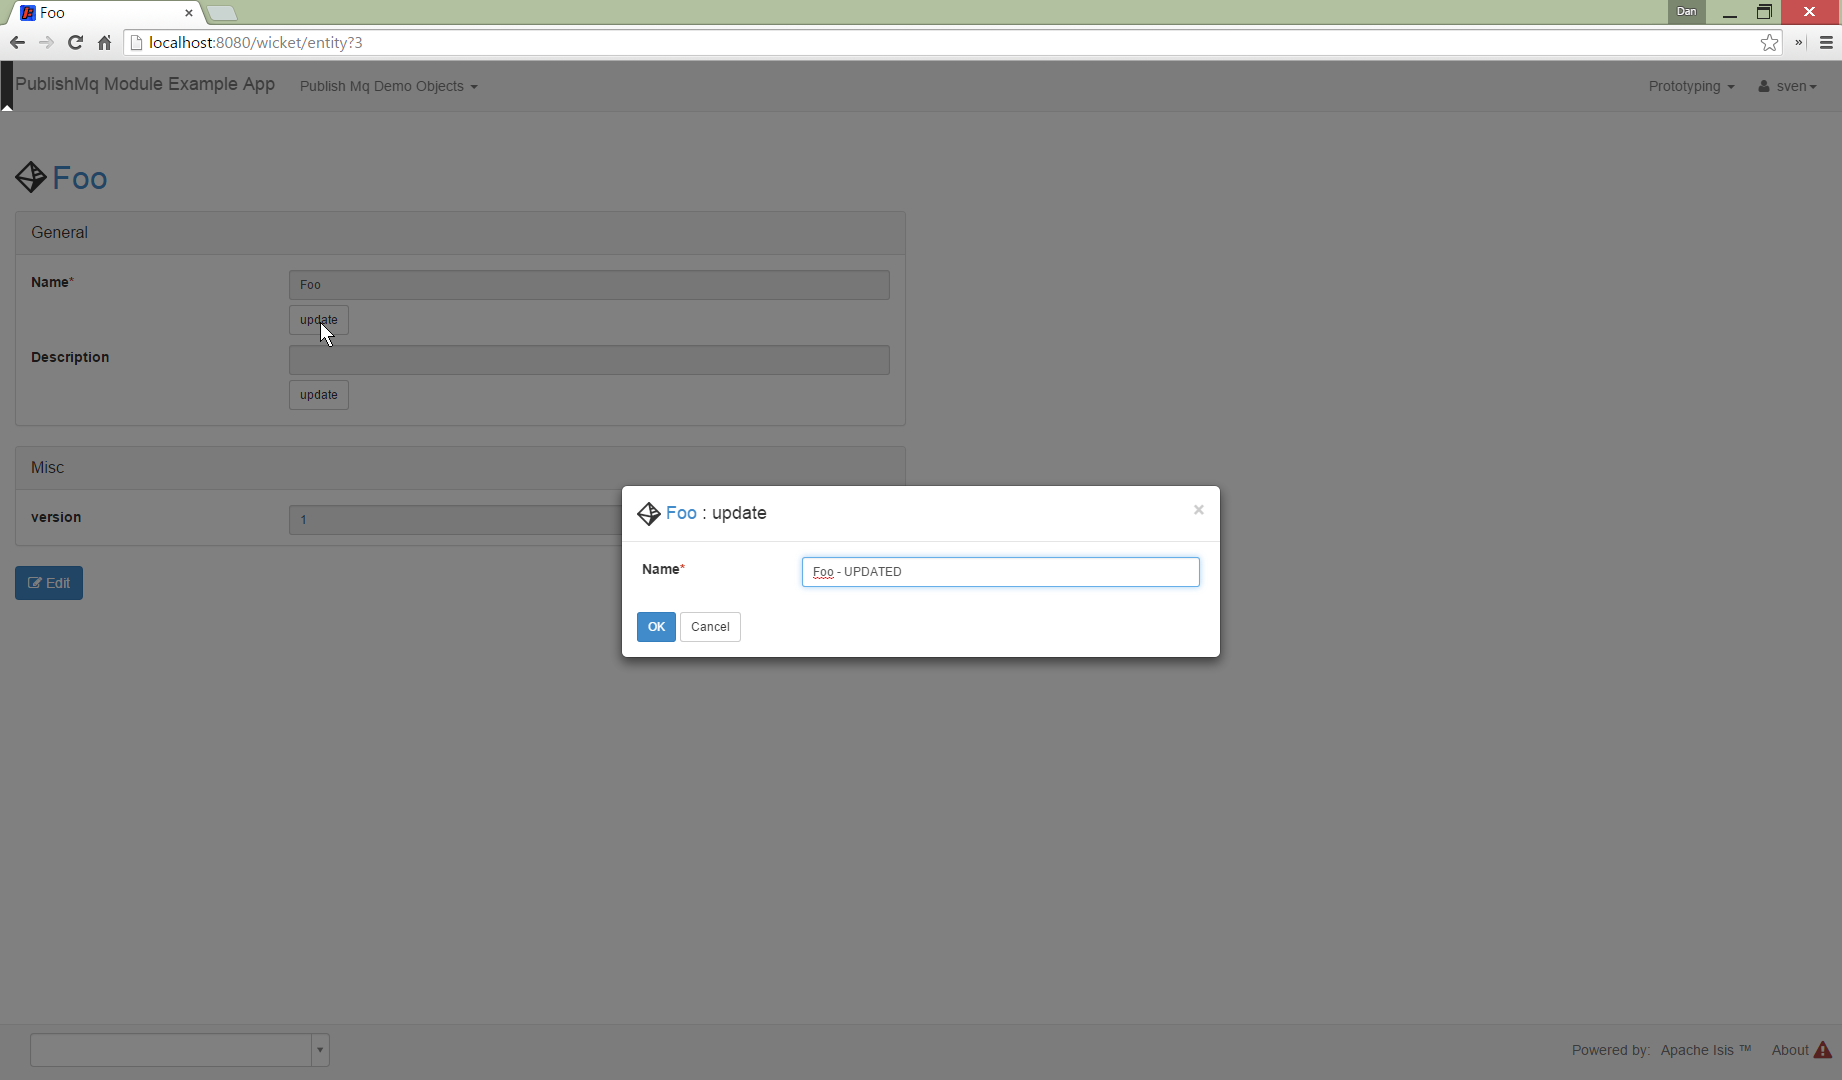 Foo
Dan
localhost:8080/wicket/entity?3
PublishMq Module Example App
Publish Mq Demo Objects
Prototyping
sven
Foo
General
Name*
Foo
update
Description
update
Misc
version
1
Edit
Foo : update
×
Name*
Foo - UPDATED
OK
Cancel
Powered by: Apache Isis ™
About